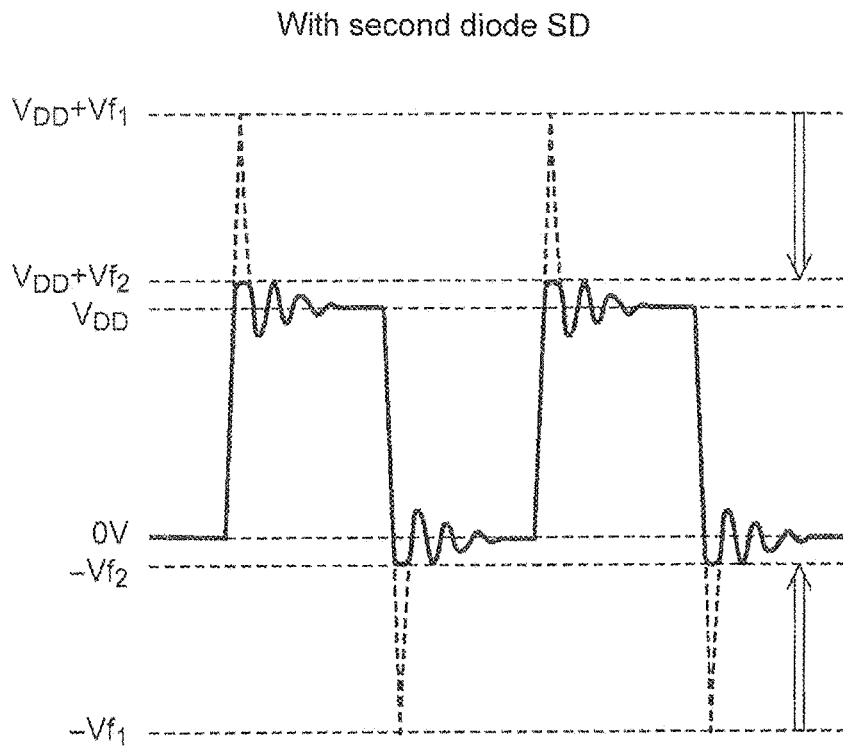 With second diode SD
VDD+Vf1
VDD+Vf2
VDD
0V
–Vf2
–Vf1